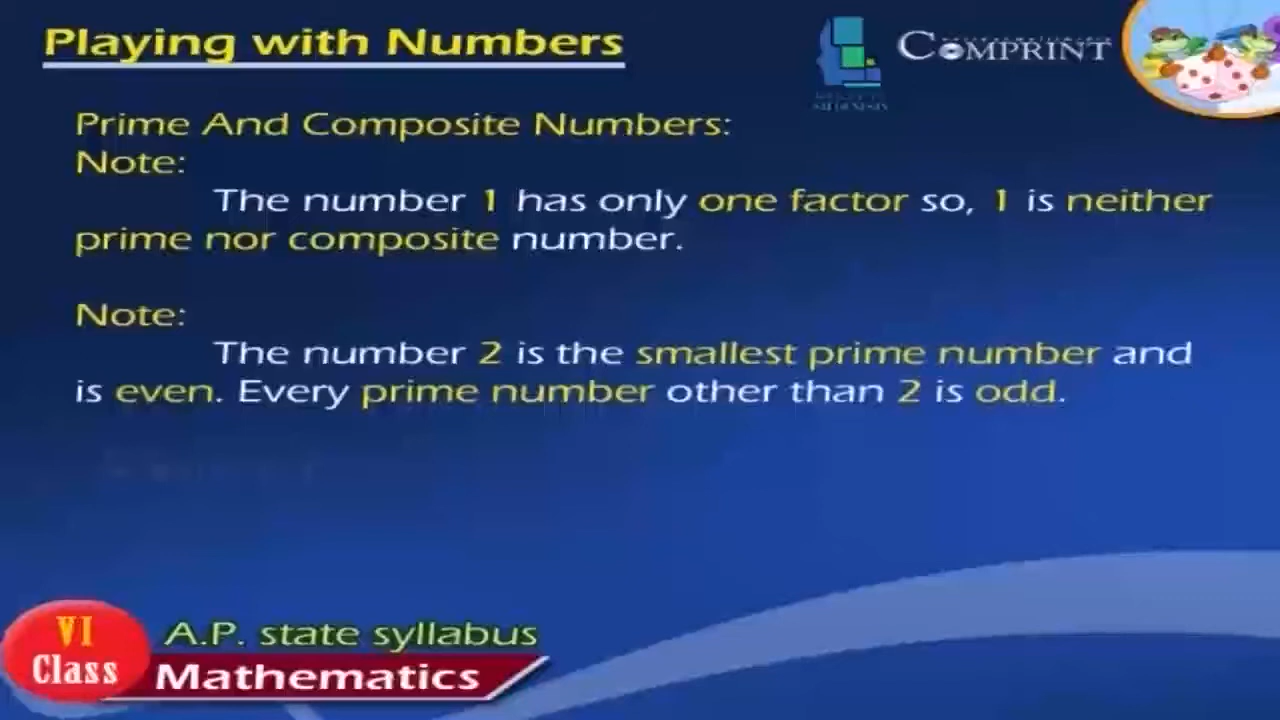 Playing with Numbers
COMPRINT
Prime And Composite Numbers:
Note:
The number 1 has only one factor so, 1 is neither
prime nor composite number.
Note:
The number 2 is the smallest prime number and
is even. Every prime number other than 2 is odd.
VI
Class
A.P. state syllabus
Mathematics